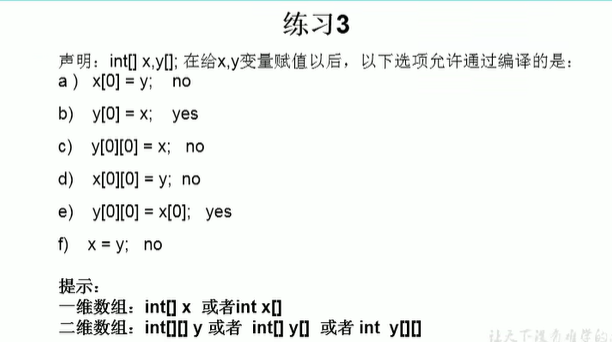 练习3
声明：int[] x,y[]; 在给x,y变量赋值以后，以下选项允许通过编译的是：
a ) x[0] = y; no
b) y[0] = x; yes
c) y[0][0] = x; no
d) x[0][0] = y; no
e) y[0][0] = x[0]; yes
f) x = y; no
提示：
一维数组：int[] x 或者int x[]
二维数组：int[][] y 或者 int[] y[] 或者 int y[][]
让天下没有难学的